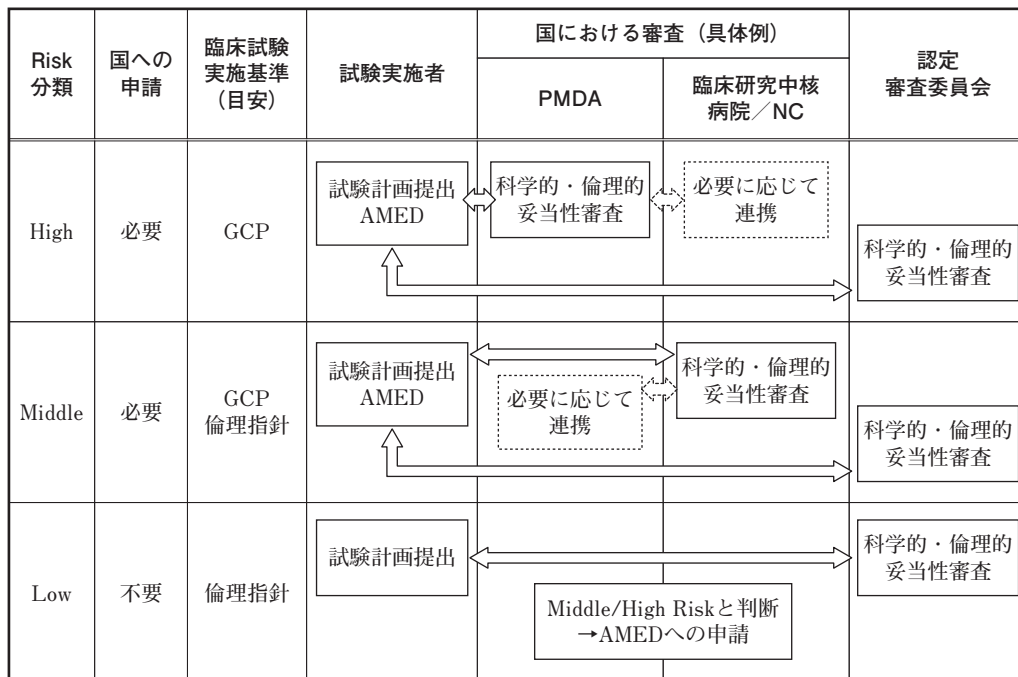 Risk
分類
国への
申請
臨床試験
実施基準
（目安）
試験実施者
国における審査（具体例）
PMDA
臨床研究中核
病院／NC
認定
審査委員会
High
必要
GCP
試験計画提出
AMED
科学的・倫理的
妥当性審査
必要に応じて
連携
科学的・倫理的
妥当性審査
Middle
必要
GCP
倫理指針
試験計画提出
AMED
必要に応じて
連携
科学的・倫理的
妥当性審査
科学的・倫理的
妥当性審査
Low
不要
倫理指針
試験計画提出
Middle/High Riskと判断
→AMEDへの申請
科学的・倫理的
妥当性審査